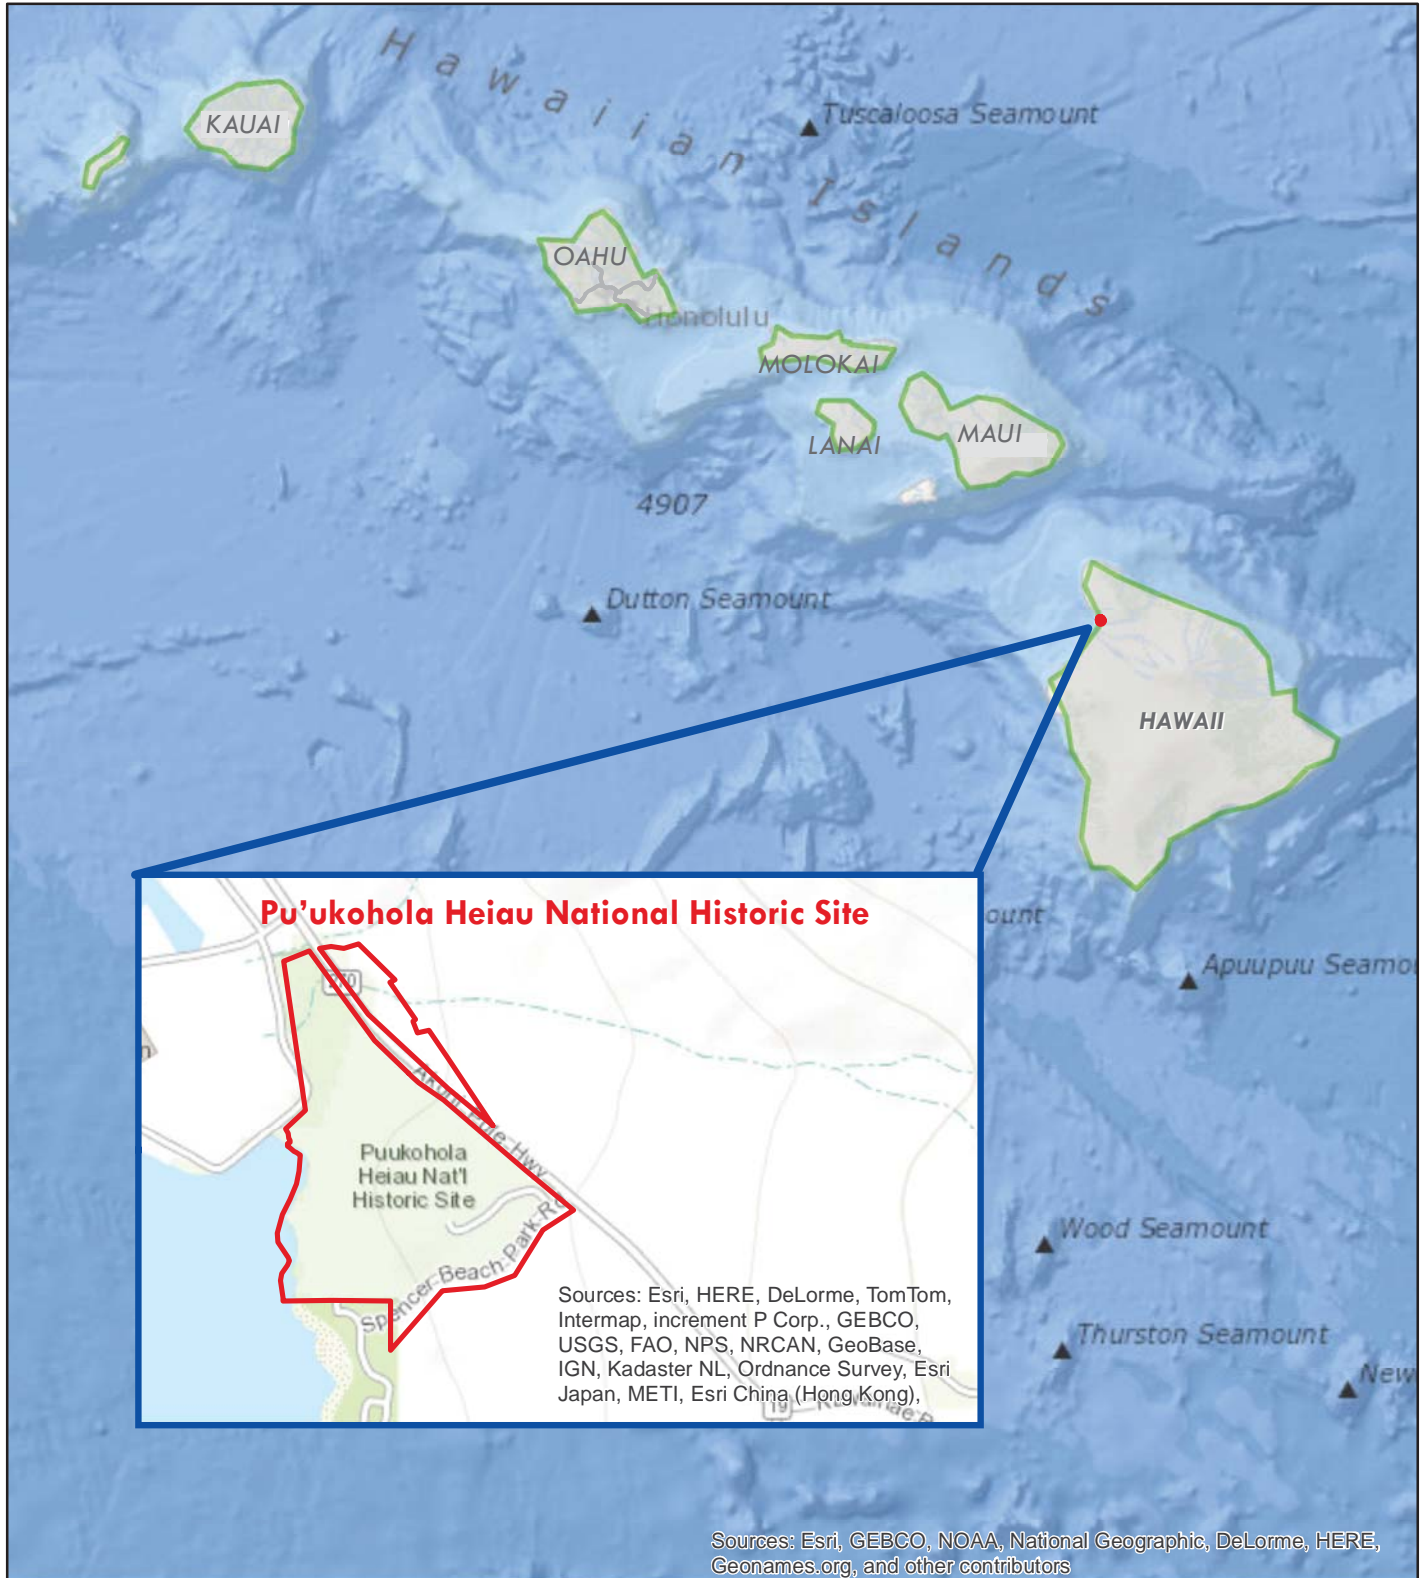 Hawaiian Islands
Tuscaloosa Seamount
KAUAI
OAHU
Honolulu
MOLOKAI
LANAI
MAUI
4907
Dutton Seamount
HAWAII
ount
Apuupuu Seamou
Wood Seamount
Thurston Seamount
New
Pu'ukohola Heiau National Historic Site
270
Akoni-Pule-Hwy
Puukohola
Heiau Nat'l
Historic Site
Spencer-Beach-Park-Rd
n
Sources: Esri, HERE, DeLorme, TomTom,
Intermap, increment P Corp., GEBCO,
USGS, FAO, NPS, NRCAN, GeoBase,
IGN, Kadaster NL, Ordnance Survey, Esri
Japan, METI, Esri China (Hong Kong),
19
Sources: Esri, GEBCO, NOAA, National Geographic, DeLorme, HERE,
Geonames.org, and other contributors